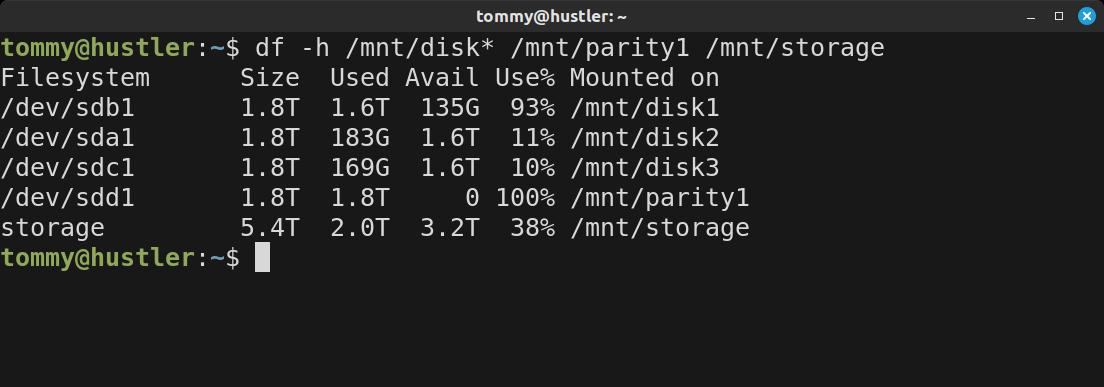 tommy@hustler: ~
tommy@hustler:~$ df -h /mnt/disk* /mnt/parity1 /mnt/storage
Filesystem      Size  Used Avail Use% Mounted on
/dev/sdb1       1.8T  1.6T  135G  93% /mnt/disk1
/dev/sda1       1.8T  183G  1.6T  11% /mnt/disk2
/dev/sdc1       1.8T  169G  1.6T  10% /mnt/disk3
/dev/sdd1       1.8T  1.8T     0 100% /mnt/parity1
storage         5.4T  2.0T  3.2T  38% /mnt/storage
tommy@hustler:~$